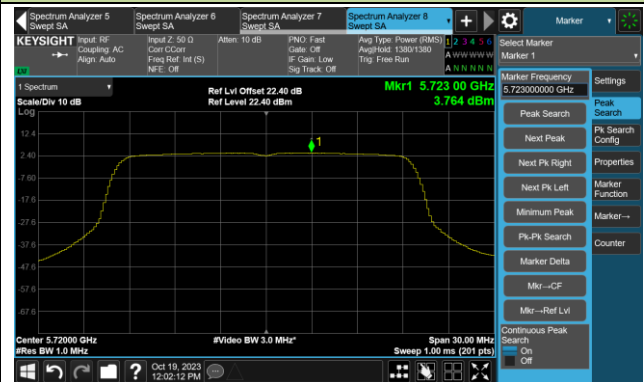 Spectrum Analyzer 5
Swept SA
Spectrum Analyzer 6
Swept SA
Spectrum Analyzer 7
Swept SA
Spectrum Analyzer 8
Swept SA
Marker
KEYSIGHT
Input: RF
Coupling: AC
Align: Auto
Input Z: 50 Ω
Corr CCorr
Freq Ref: Int (S)
NFE: Off
Atten: 10 dB
PNO: Fast
Gate: Off
IF Gain: Low
Sig Track: Off
Avg Type: Power (RMS)
Avg|Hold: 1380/1380
Trig: Free Run
1 2 3 4 5 6
A W W W W W
A N N N N N
LXI
Select Marker
Marker 1
1 Spectrum
Scale/Div 10 dB
Ref Lvl Offset 22.40 dB
Ref Level 22.40 dBm
Mkr1 5.723 00 GHz
3.764 dBm
Log
1
12.4
2.40
-7.60
-17.6
-27.6
-37.6
-47.6
-57.6
-67.6
Center 5.72000 GHz
#Res BW 1.0 MHz
#Video BW 3.0 MHz*
Span 30.00 MHz
Sweep 1.00 ms (201 pts)
Marker Frequency
5.723000000 GHz
Peak Search
Next Peak
Next Pk Right
Next Pk Left
Minimum Peak
Pk-Pk Search
Marker Delta
Mkr→CF
Mkr→Ref Lvl
Continuous Peak
Search
On
Off
Settings
Peak
Search
Pk Search
Config
Properties
Marker
Function
Marker→
Counter
Oct 19, 2023
12:02:12 PM